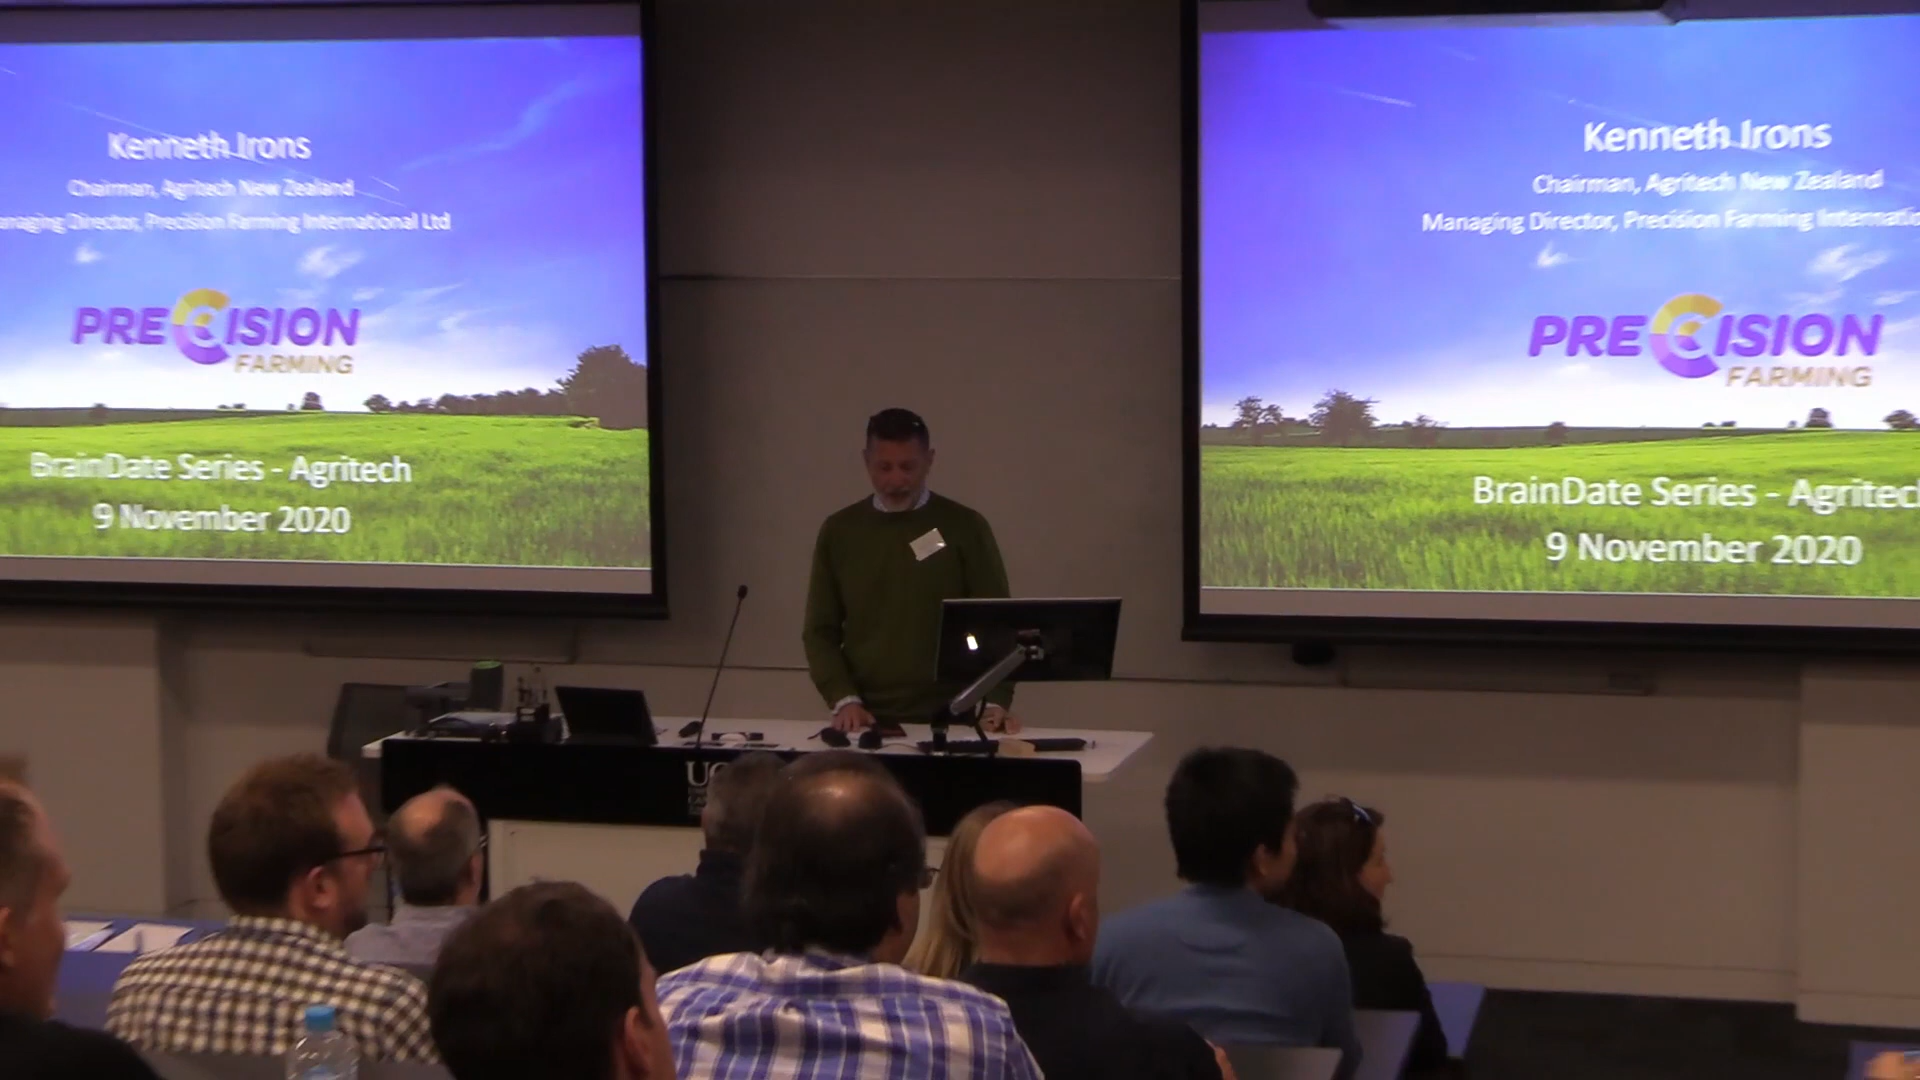 Kenneth Irons
Chairman, Agritech New Zealand
anaging Director, Precision Farming International Ltd
PRECISION
FARMING
BrainDate Series - Agritech
9 November 2020
Kenneth Irons
Chairman, Agritech New Zealand
Managing Director, Precision Farming Internatio
PRECISION
FARMING
BrainDate Series - Agritech
9 November 2020
UC